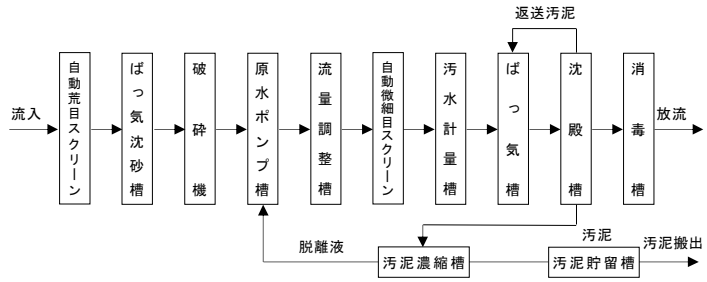 返送汚泥
流入
自動荒目スクリーン
ばっ気沈砂槽
破砕機
原水ポンプ槽
流量調整槽
自動微細目スクリーン
汚水計量槽
ばっ気槽
沈殿槽
消毒槽
放流
脱離液
汚泥濃縮槽
汚泥
汚泥貯留槽
汚泥搬出